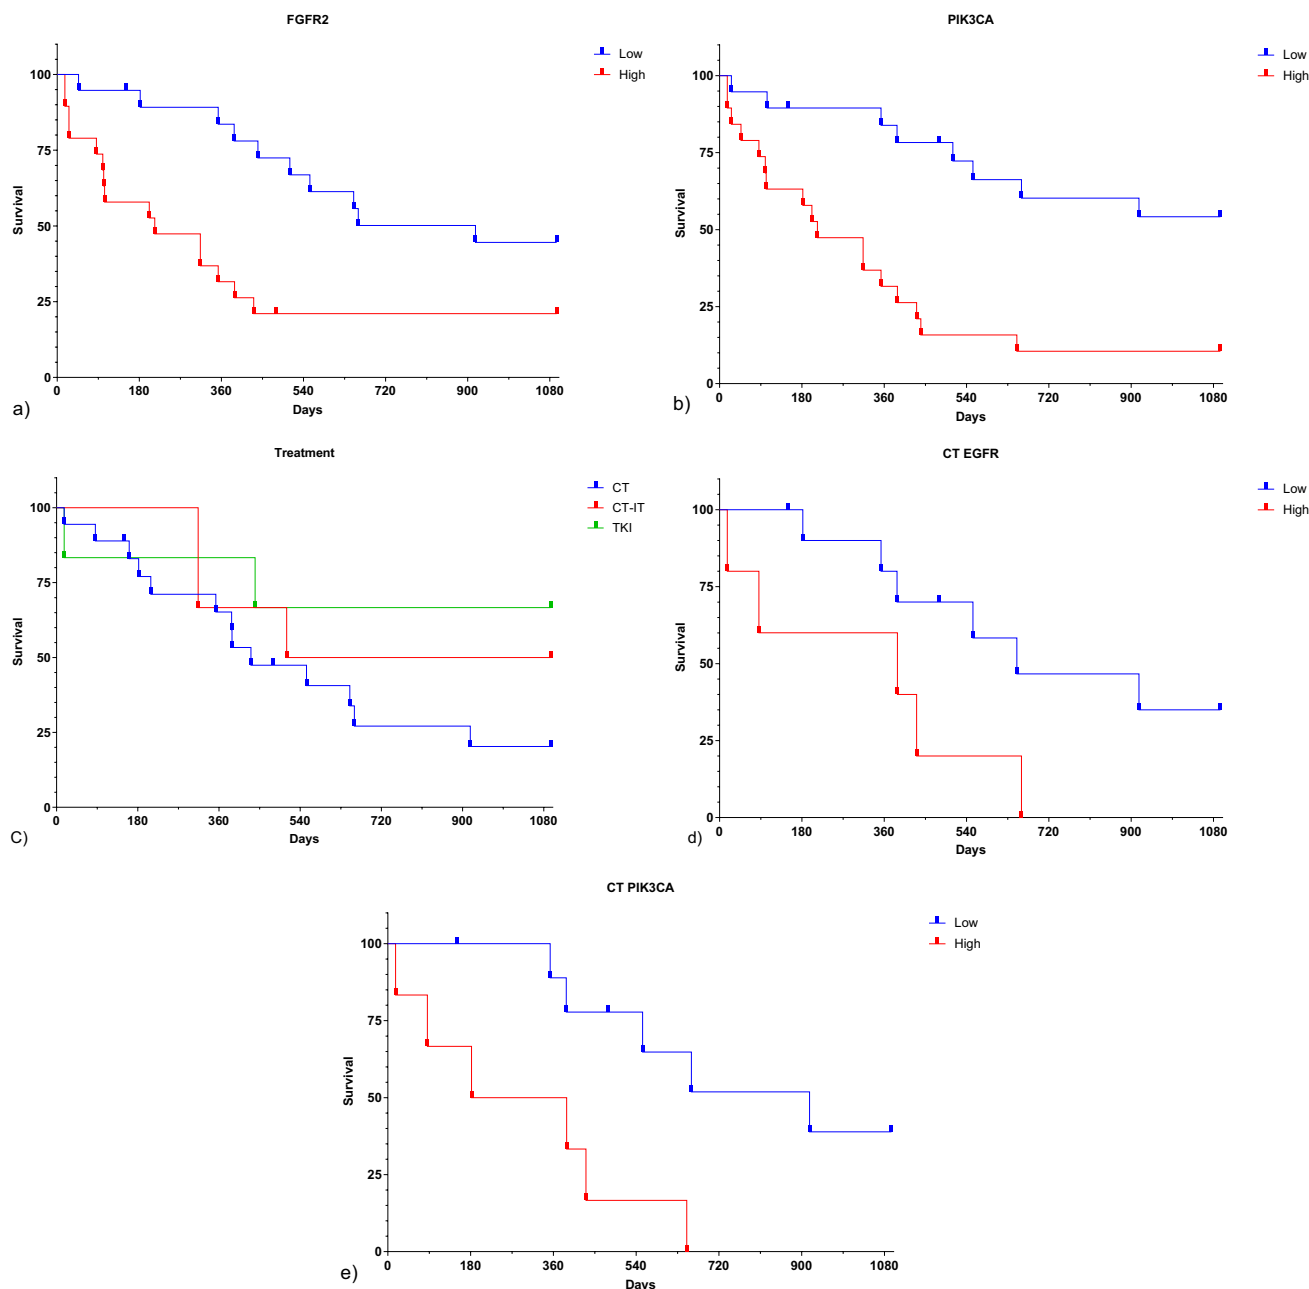 FGFR2
Low
High
100
75
50
25
0
Survival
0 180 360 540 720 900 1080
Days
a)
PIK3CA
Low
High
100
75
50
25
0
Survival
0 180 360 540 720 900 1080
Days
b)
Treatment
CT
CT-IT
TKI
100
75
50
25
0
Survival
0 180 360 540 720 900 1080
Days
C)
CT EGFR
Low
High
100
75
50
25
0
Survival
0 180 360 540 720 900 1080
Days
d)
CT PIK3CA
Low
High
100
75
50
25
0
Survival
0 180 360 540 720 900 1080
Days
e)